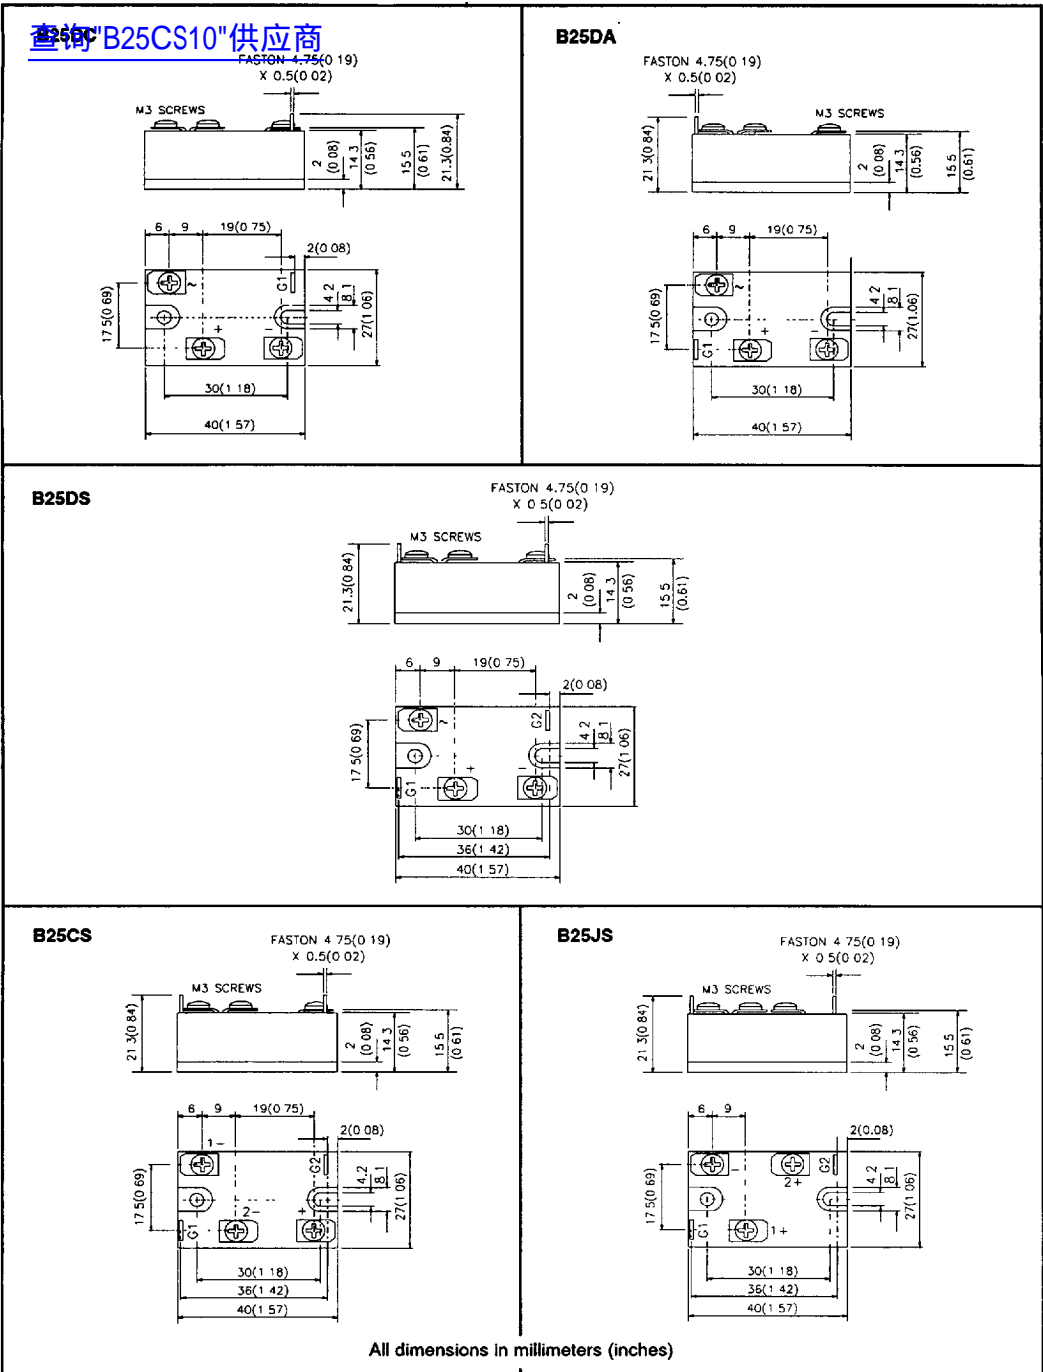 查询"B25CS10"供应商
B25DC
FASTON 4.75(0 19)
X 0.5(0 02)
M3 SCREWS
2
(0 08)
14 3
(0 56)
15 5
(0.61)
21.3(0.84)
6
9
19(0 75)
2(0 08)
17 5(0 69)
~
G1
+
−
4 2
8 1
27(1 06)
30(1 18)
40(1 57)
B25DA
FASTON 4.75(0 19)
X 0.5(0 02)
M3 SCREWS
21 3(0 84)
2
(0 08)
14 3
(0.56)
15 5
(0.61)
6
9
19(0 75)
17 5(0.69)
~
G1
+
−
4 2
8 1
27(1.06)
30(1 18)
40(1 57)
B25DS
FASTON 4.75(0 19)
X 0 5(0 02)
M3 SCREWS
21.3(0 84)
2
(0 08)
14 3
(0 56)
15 5
(0.61)
6
9
19(0 75)
2(0 08)
17 5(0 69)
~
G2
G1
+
−
4 2
8 1
27(1 06)
30(1 18)
36(1 42)
40(1 57)
B25CS
FASTON 4 75(0 19)
X 0.5(0 02)
M3 SCREWS
21 3(0 84)
2
(0 08)
14 3
(0 56)
15 5
(0 61)
6
9
19(0 75)
2(0 08)
17 5(0 69)
1−
G2
G1
2−
+
4.2
8.1
27(1 06)
30(1 18)
36(1 42)
40(1 57)
B25JS
FASTON 4 75(0 19)
X 0 5(0 02)
M3 SCREWS
21 3(0 84)
2
(0 08)
14 3
(0 56)
15 5
(0 61)
6
9
2(0.08)
17 5(0 69)
−
2+
G2
G1
1+
4 2
8 1
27(1 06)
30(1 18)
36(1 42)
40(1 57)
All dimensions in millimeters (inches)